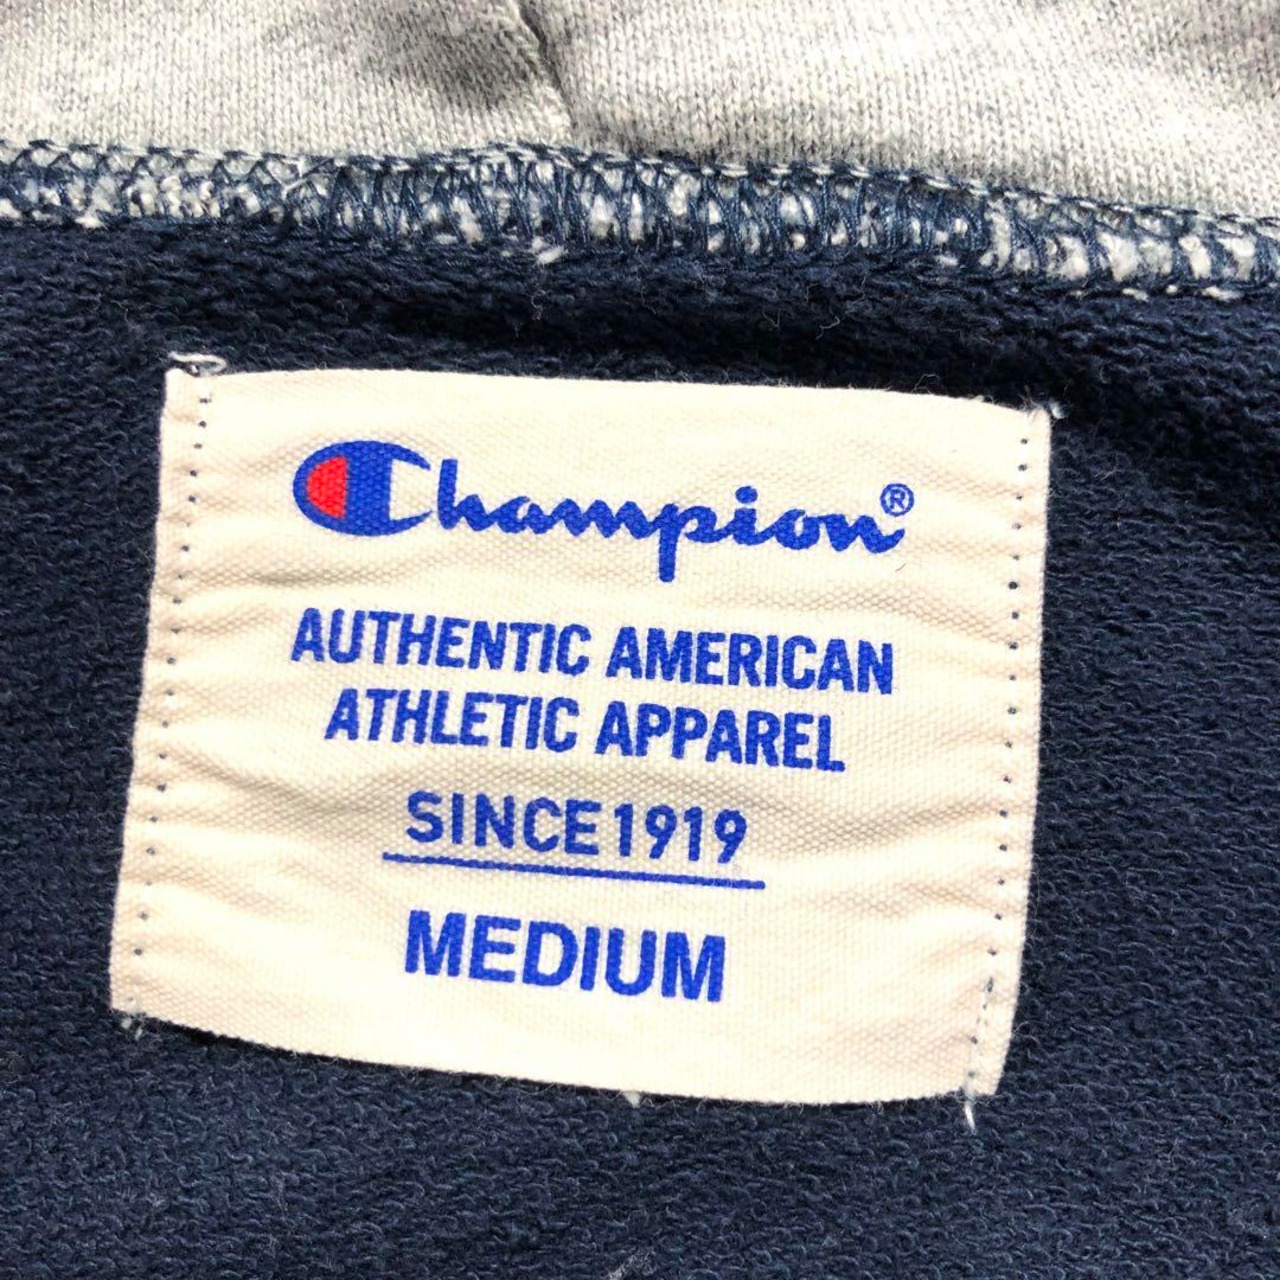 Champion®
AUTHENTIC AMERICAN
ATHLETIC APPAREL
SINCE 1919
MEDIUM